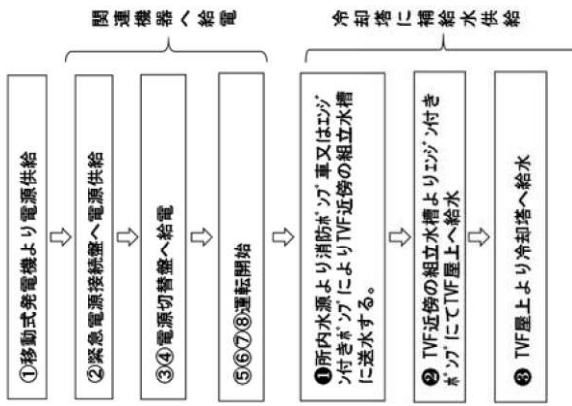 ①移動式発電機より電源供給
②緊急電源接続盤へ電源供給
③④電源切替盤へ給電
⑤⑥⑦⑧運転開始
関連機器へ給電
❶所内水源より消防ﾎﾟﾝﾌﾟ車又はｴﾝｼﾞ
ﾝ付きﾎﾟﾝﾌﾟによりTVF近傍の組立水槽
に送水する。
❷ TVF近傍の組立水槽よりｴﾝｼﾞﾝ付き
ﾎﾟﾝﾌﾟにてTVF屋上へ給水
❸ TVF屋上より冷却塔へ給水
冷却塔に補給水供給